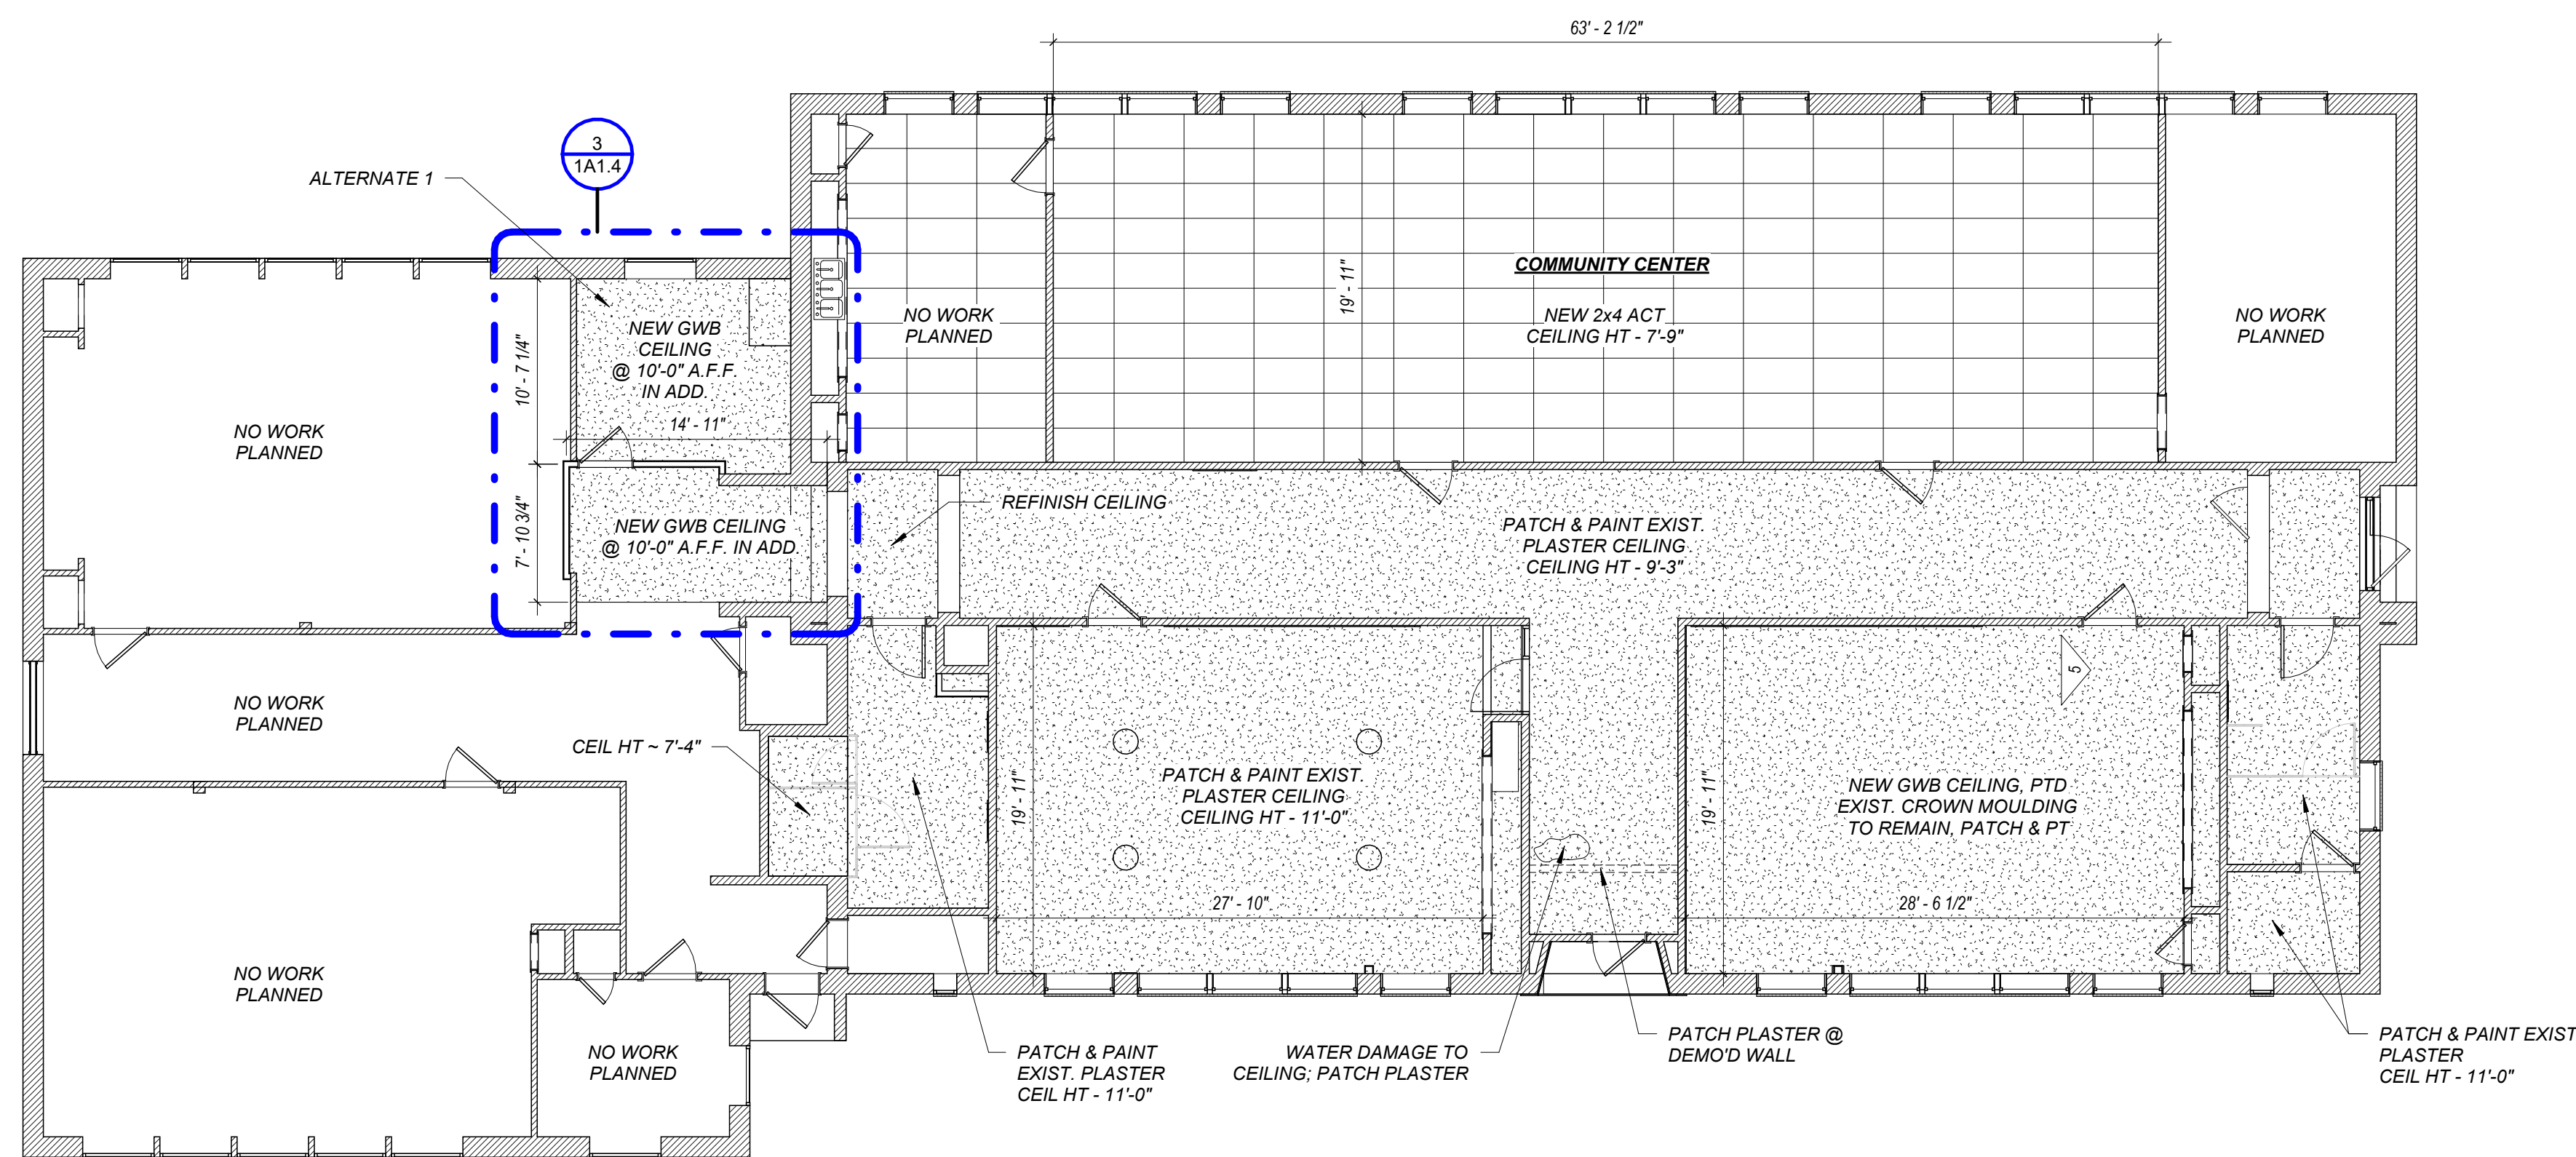 63' - 2 1/2"
3
1A1.4
ALTERNATE 1
COMMUNITY CENTER
19' - 11"
NEW 2x4 ACT
CEILING HT - 7'-9"
NO WORK
PLANNED
NO WORK
PLANNED
NEW GWB
CEILING
@ 10'-0" A.F.F.
IN ADD.
10' - 7 1/4"
14' - 11"
NO WORK
PLANNED
7' - 10 3/4"
NEW GWB CEILING
@ 10'-0" A.F.F. IN ADD.
REFINISH CEILING
PATCH & PAINT EXIST.
PLASTER CEILING
CEILING HT - 9'-3"
NO WORK
PLANNED
CEIL HT ~ 7'-4"
5
19' - 11"
PATCH & PAINT EXIST.
PLASTER CEILING
CEILING HT - 11'-0"
19' - 11"
NEW GWB CEILING, PTD
EXIST. CROWN MOULDING
TO REMAIN, PATCH & PT
27' - 10"
28' - 6 1/2"
NO WORK
PLANNED
NO WORK
PLANNED
PATCH & PAINT
EXIST. PLASTER
CEIL HT - 11'-0"
WATER DAMAGE TO
CEILING; PATCH PLASTER
PATCH PLASTER @
DEMO'D WALL
PATCH & PAINT EXIST
PLASTER
CEIL HT - 11'-0"